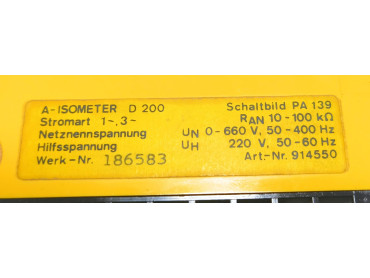 A-ISOMETER D 200 Schaltbild PA 139
Stromart 1~, 3~ RAN 10-100 kΩ
Netznennspannung UN 0-660 V, 50-400 Hz
Hilfsspannung UH 220 V, 50-60 Hz
Werk-Nr. 186583 Art-Nr. 914550